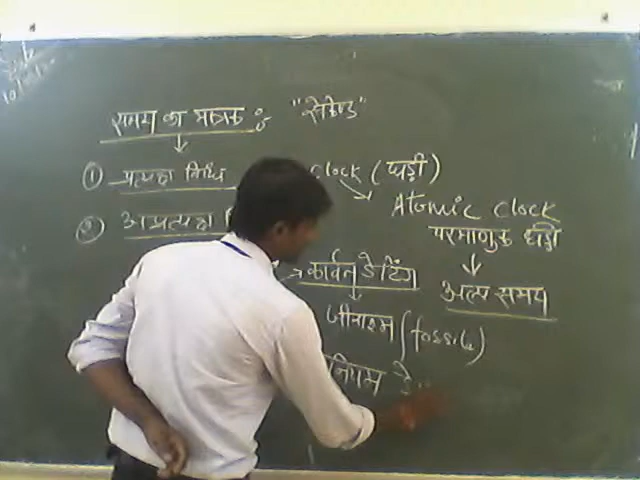 समय का मात्रक : "सेकेण्ड"
① प्रत्यक्ष विधि Clock (घड़ी)
Atomic Clock
परमाणुक घड़ी
② अप्रत्यक्ष
→ कार्बन डेटिंग
अल्प समय
जीवाश्म (fossils)